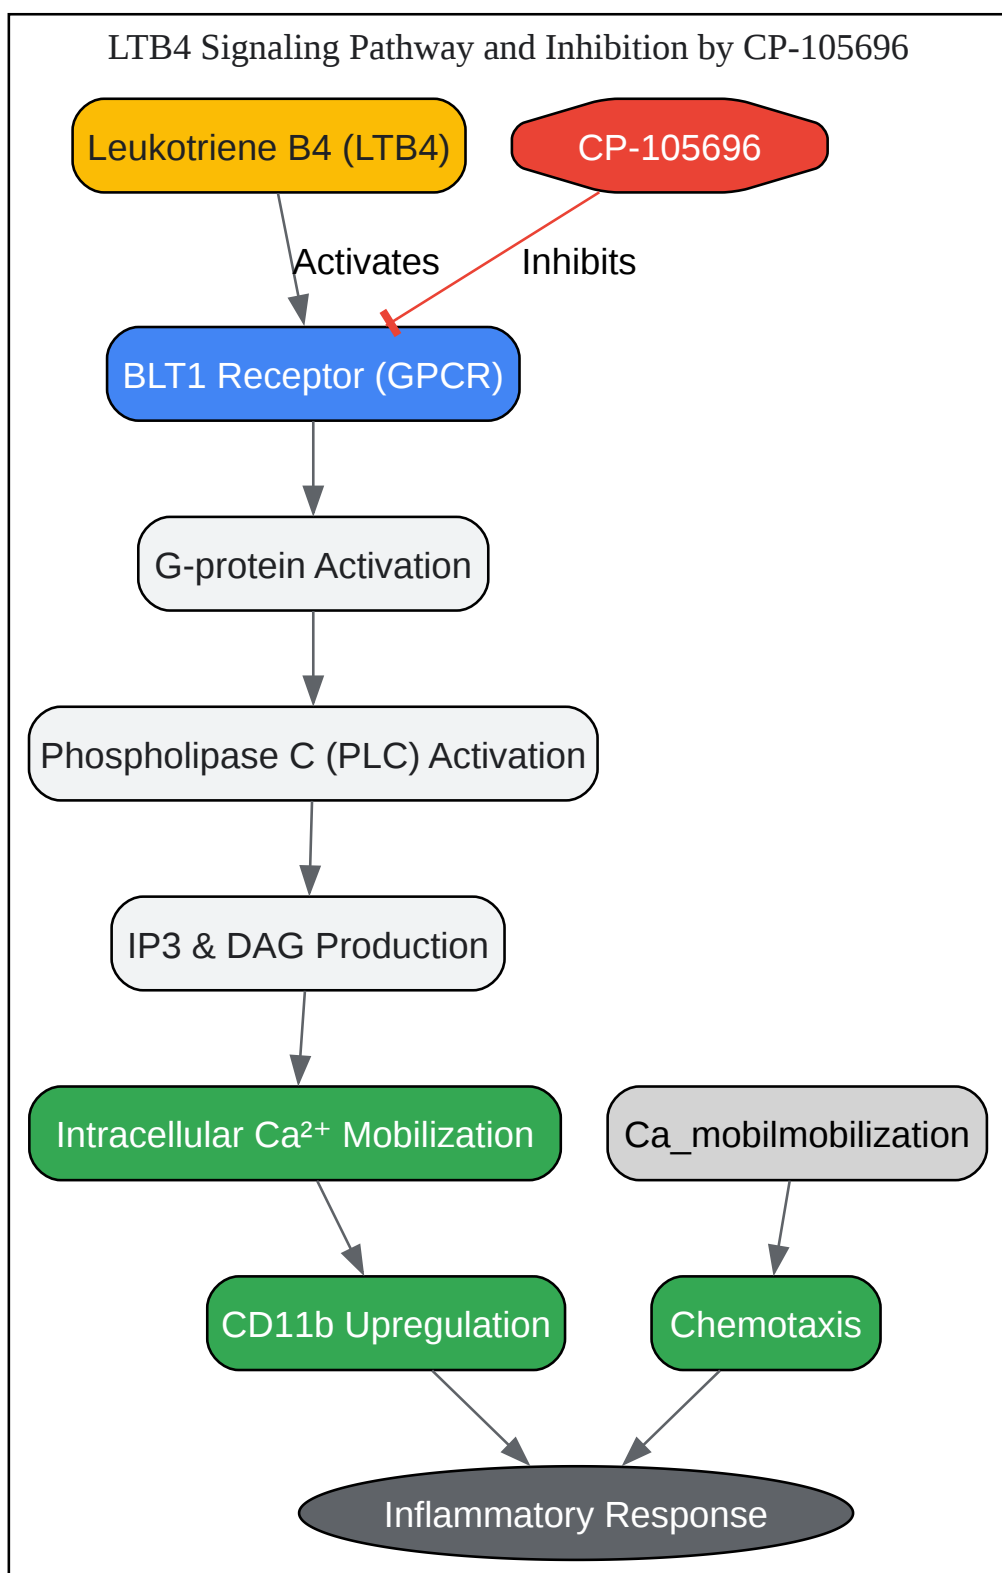 LTB4 Signaling Pathway and Inhibition by CP-105696
Leukotriene B4 (LTB4)
CP-105696
Activates
Inhibits
BLT1 Receptor (GPCR)
G-protein Activation
Phospholipase C (PLC) Activation
IP3 & DAG Production
Intracellular Ca²⁺ Mobilization
Ca_mobilmobilization
CD11b Upregulation
Chemotaxis
Inflammatory Response